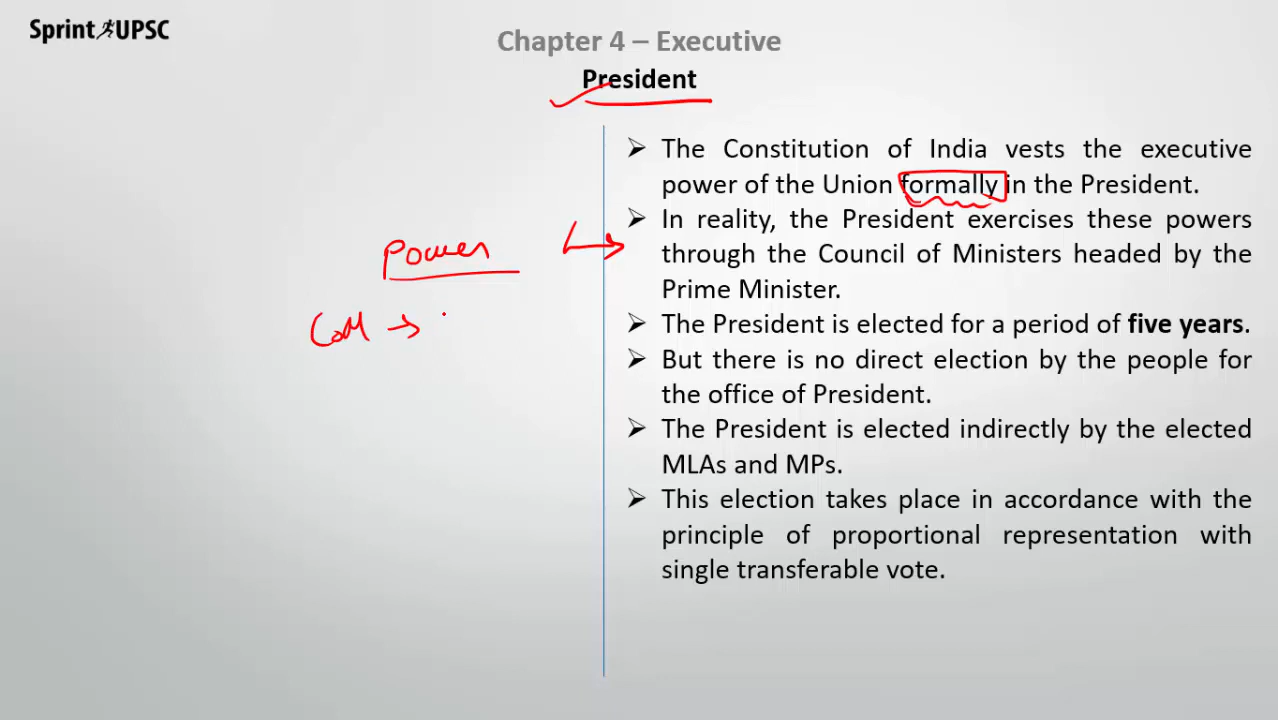 Sprint UPSC
Chapter 4 – Executive
President
➢ The Constitution of India vests the executive
power of the Union formally in the President.
➢ In reality, the President exercises these powers
through the Council of Ministers headed by the
Prime Minister.
➢ The President is elected for a period of five years.
➢ But there is no direct election by the people for
the office of President.
➢ The President is elected indirectly by the elected
MLAs and MPs.
➢ This election takes place in accordance with the
principle of proportional representation with
single transferable vote.
Power
CoM →